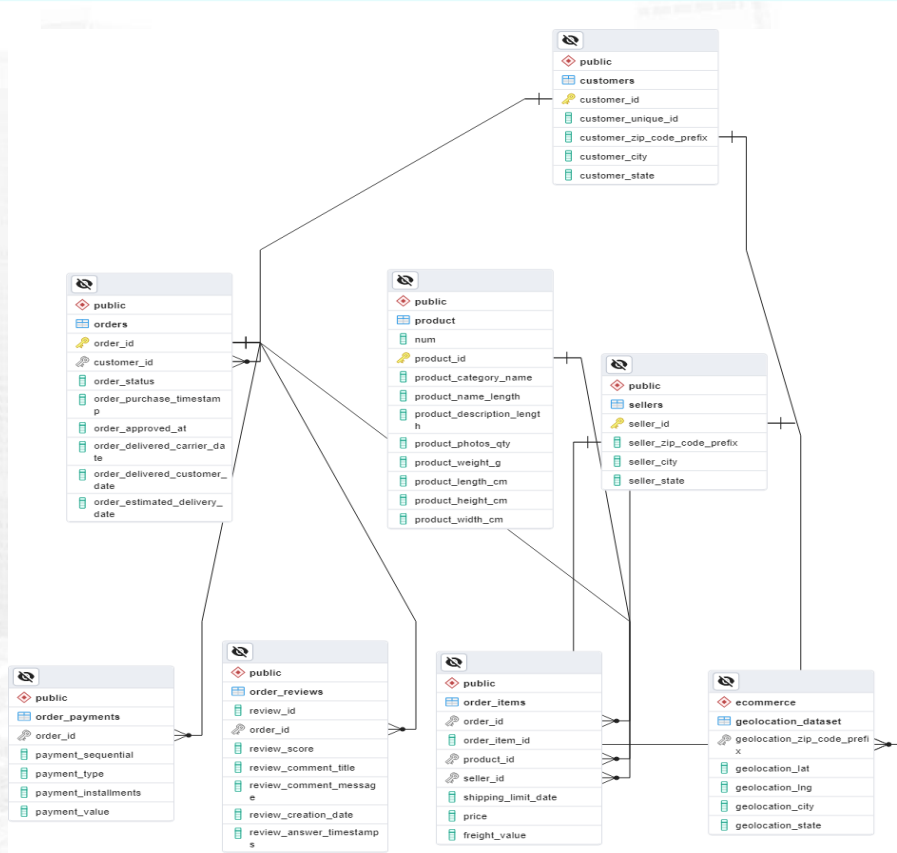 public
customers
customer_id
customer_unique_id
customer_zip_code_prefix
customer_city
customer_state
public
orders
order_id
customer_id
order_status
order_purchase_timestam
p
order_approved_at
order_delivered_carrier_da
te
order_delivered_customer_
date
order_estimated_delivery_
date
public
product
num
product_id
product_category_name
product_name_length
product_description_lengt
h
product_photos_qty
product_weight_g
product_length_cm
product_height_cm
product_width_cm
public
sellers
seller_id
seller_zip_code_prefix
seller_city
seller_state
public
order_payments
order_id
payment_sequential
payment_type
payment_installments
payment_value
public
order_reviews
review_id
order_id
review_score
review_comment_title
review_comment_messag
e
review_creation_date
review_answer_timestamp
s
public
order_items
order_id
order_item_id
product_id
seller_id
shipping_limit_date
price
freight_value
ecommerce
geolocation_dataset
geolocation_zip_code_prefi
x
geolocation_lat
geolocation_lng
geolocation_city
geolocation_state